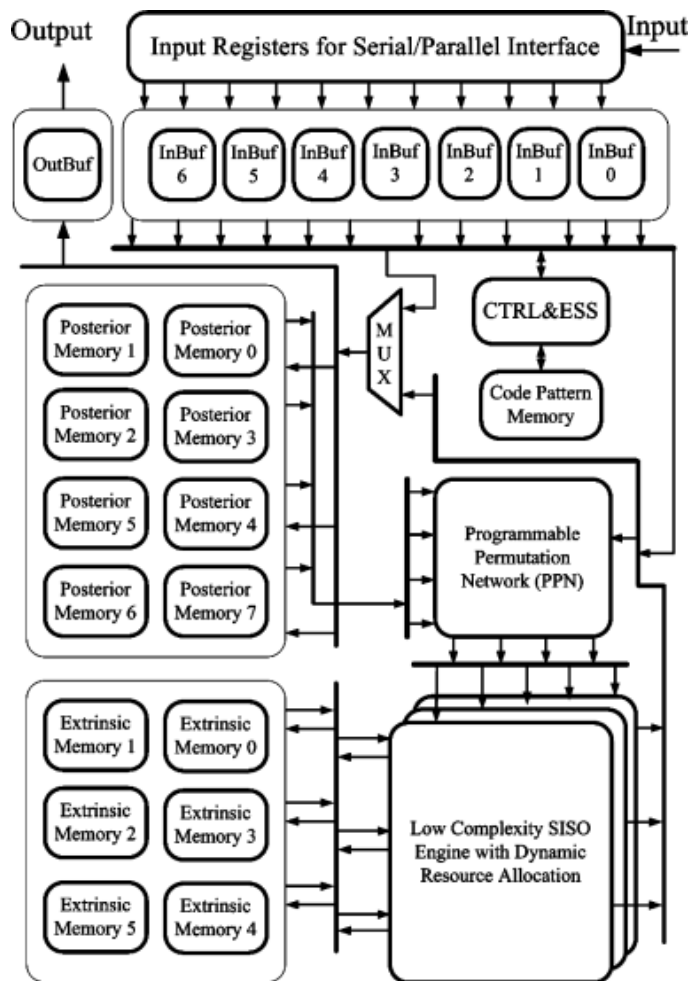 Output
Input Registers for Serial/Parallel Interface
Input
OutBuf
InBuf
6
InBuf
5
InBuf
4
InBuf
3
InBuf
2
InBuf
1
InBuf
0
Posterior
Memory 1
Posterior
Memory 0
MUX
CTRL&ESS
Code Pattern
Memory
Posterior
Memory 2
Posterior
Memory 3
Posterior
Memory 5
Posterior
Memory 4
Programmable
Permutation
Network (PPN)
Posterior
Memory 6
Posterior
Memory 7
Extrinsic
Memory 1
Extrinsic
Memory 0
Extrinsic
Memory 2
Extrinsic
Memory 3
Low Complexity SISO
Engine with Dynamic
Resource Allocation
Extrinsic
Memory 5
Extrinsic
Memory 4